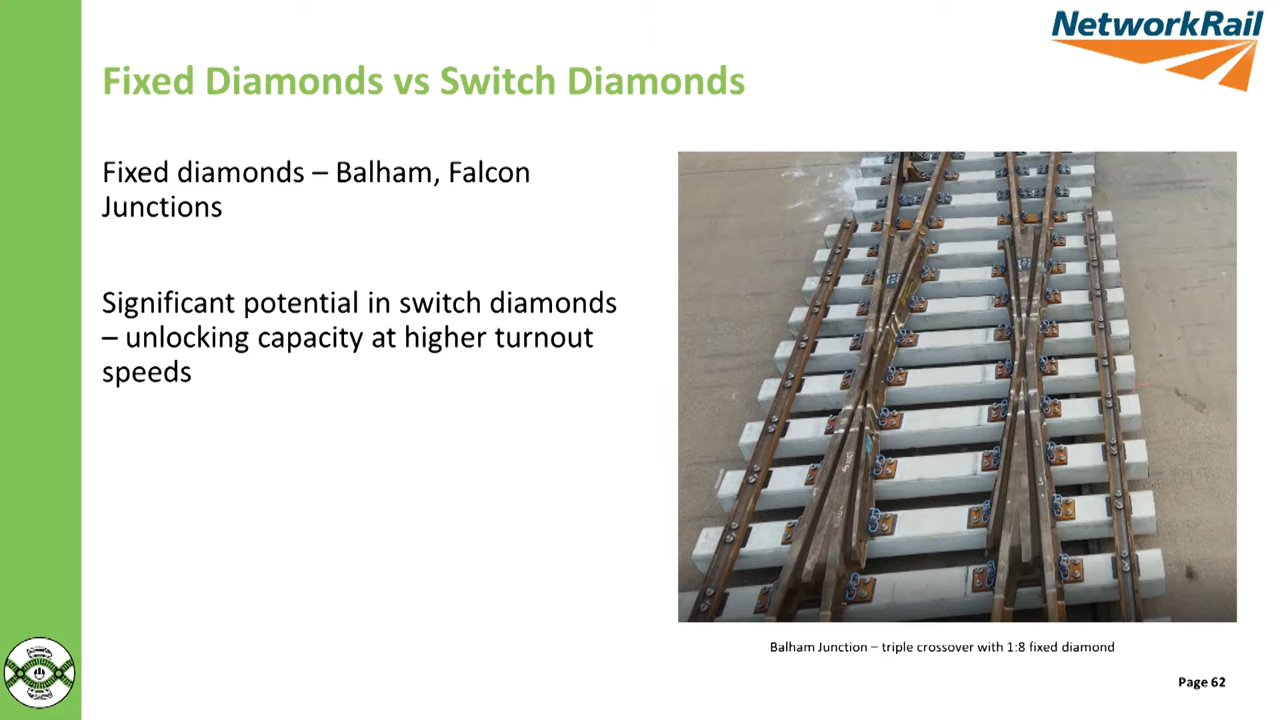 NetworkRail
Fixed Diamonds vs Switch Diamonds
Fixed diamonds – Balham, Falcon
Junctions
Significant potential in switch diamonds
– unlocking capacity at higher turnout
speeds
Balham Junction – triple crossover with 1:8 fixed diamond
Page 62